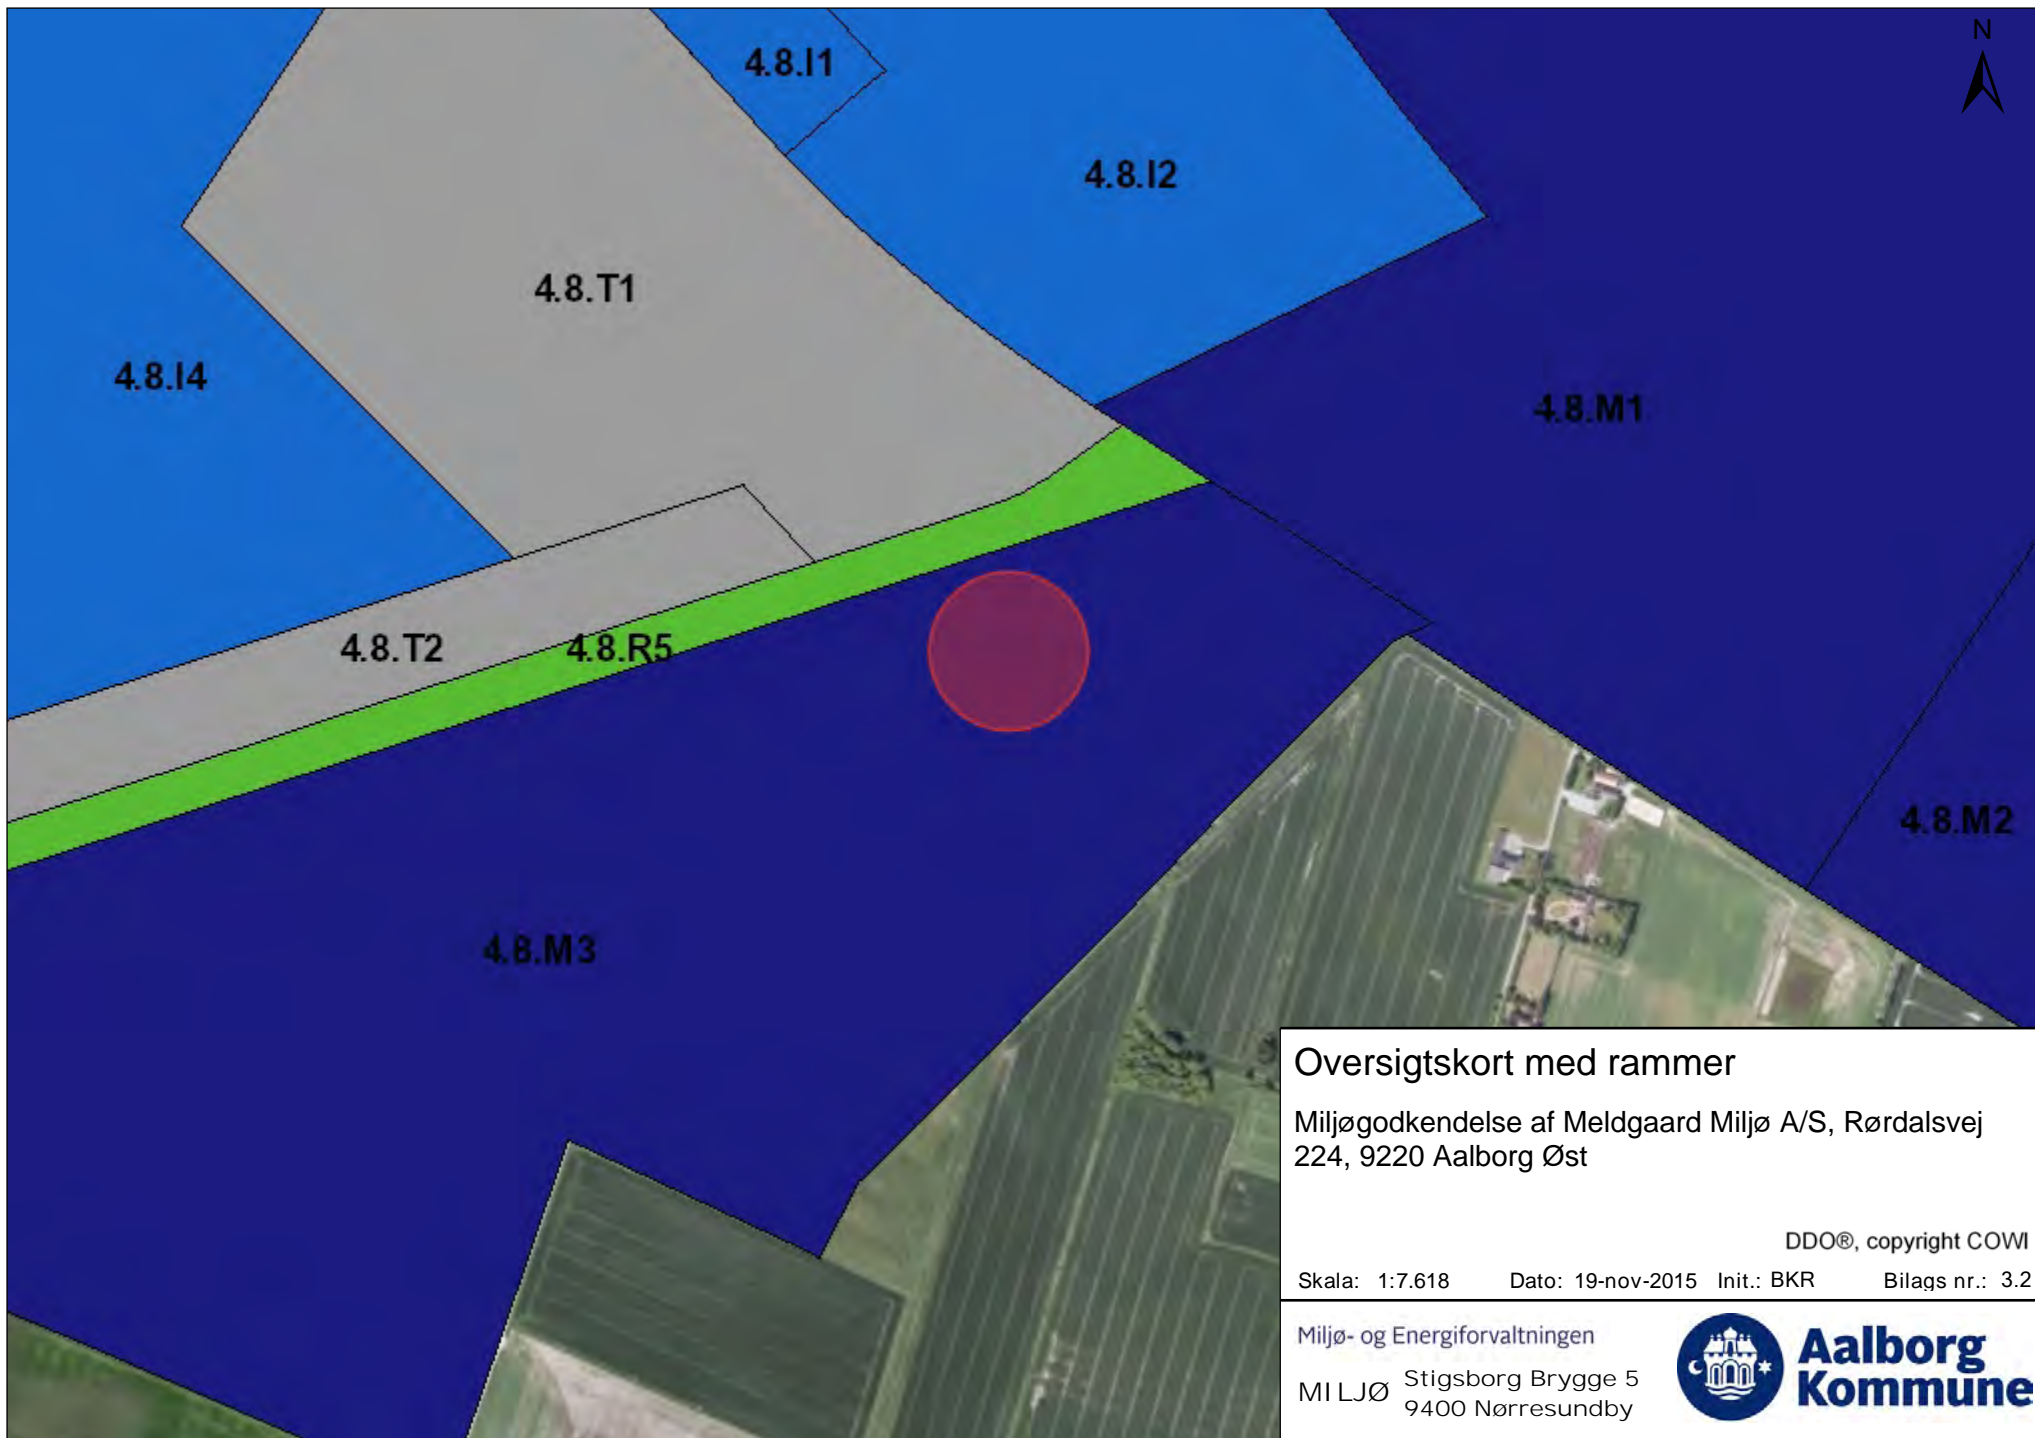 N
4.8.I1
4.8.I2
4.8.T1
4.8.I4
4.8.M1
4.8.T2
4.8.R5
4.8.M2
4.8.M3
Oversigtskort med rammer
Miljøgodkendelse af Meldgaard Miljø A/S, Rørdalsvej
224, 9220 Aalborg Øst
DDO®, copyright COWI
Skala: 1:7.618 Dato: 19-nov-2015 Init.: BKR Bilags nr.: 3.2
Miljø- og Energiforvaltningen
MILJØ
Stigsborg Brygge 5
9400 Nørresundby
Aalborg
Kommune